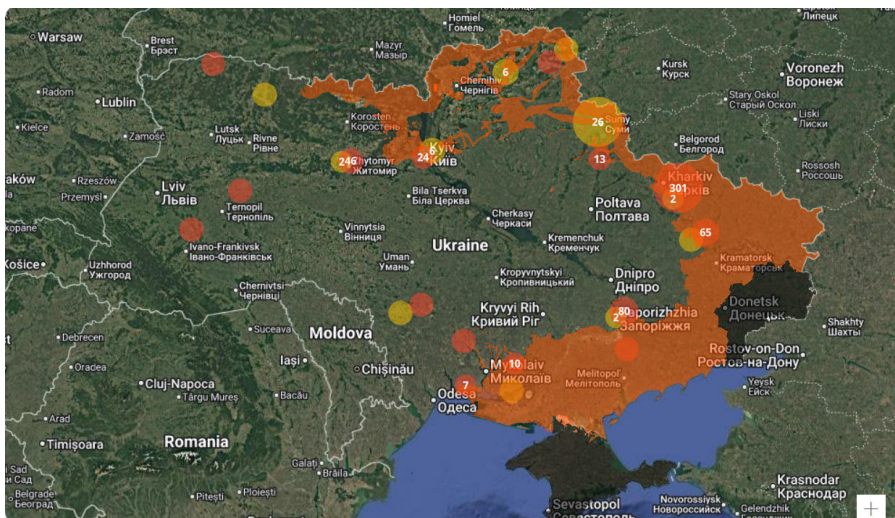 Homiel
Гомель
Липецк
Warsaw
Brest
Брэст
Mazyr
Мазыр
Kursk
Курск
Voronezh
Воронеж
6
Chernihiv
Чернігів
Radom
Lublin
Stary Oskol
Старый Оскол
Liski
Лиски
Korosten
Коростень
26
Sumy
Суми
Kielce
Zamość
Замość
Lutsk
Луцьк
Rivne
Рівне
Belgorod
Белгород
6
Kyiv
Київ
24
246
Zhytomyr
Житомир
13
Rossosh
Россошь
Rzeszów
Przemyśl
Lviv
Львів
Kharkiv
301
2
Bila Tserkva
Біла Церква
Poltava
Полтава
Ternopil
Тернопіль
Cherkasy
Черкаси
Vinnytsia
Вінниця
65
Ivano-Frankivsk
Івано-Франківськ
Ukraine
Kremenchuk
Кременчук
Košice
Uzhhorod
Ужгород
Uman
Умань
Kramatorsk
Краматорськ
Kropyvnytskyi
Кропивницький
Dnipro
Дніпро
Chernivtsi
Чернівці
Donetsk
Донецьк
Kryvyi Rih
Кривий Ріг
80
2
Zaporizhzhia
Запоріжжя
Suceava
Moldova
Shakhty
Шахты
Debrecen
Iași
Chișinău
Rostov-on-Don
Ростов-на-Дону
Oradea
10
Mykolaiv
Миколаїв
Melitopol
Мелітополь
Cluj-Napoca
Târgu Mureș
Bacău
7
Odesa
Одеса
Yeysk
Ейск
Arad
Timișoara
Romania
Galați
Brăila
Krasnodar
Краснодар
Belgrade
Београд
Pitești
Ploiești
Sevastopol
Севастополь
Novorossiysk
Новороссийск
Gelendzhik